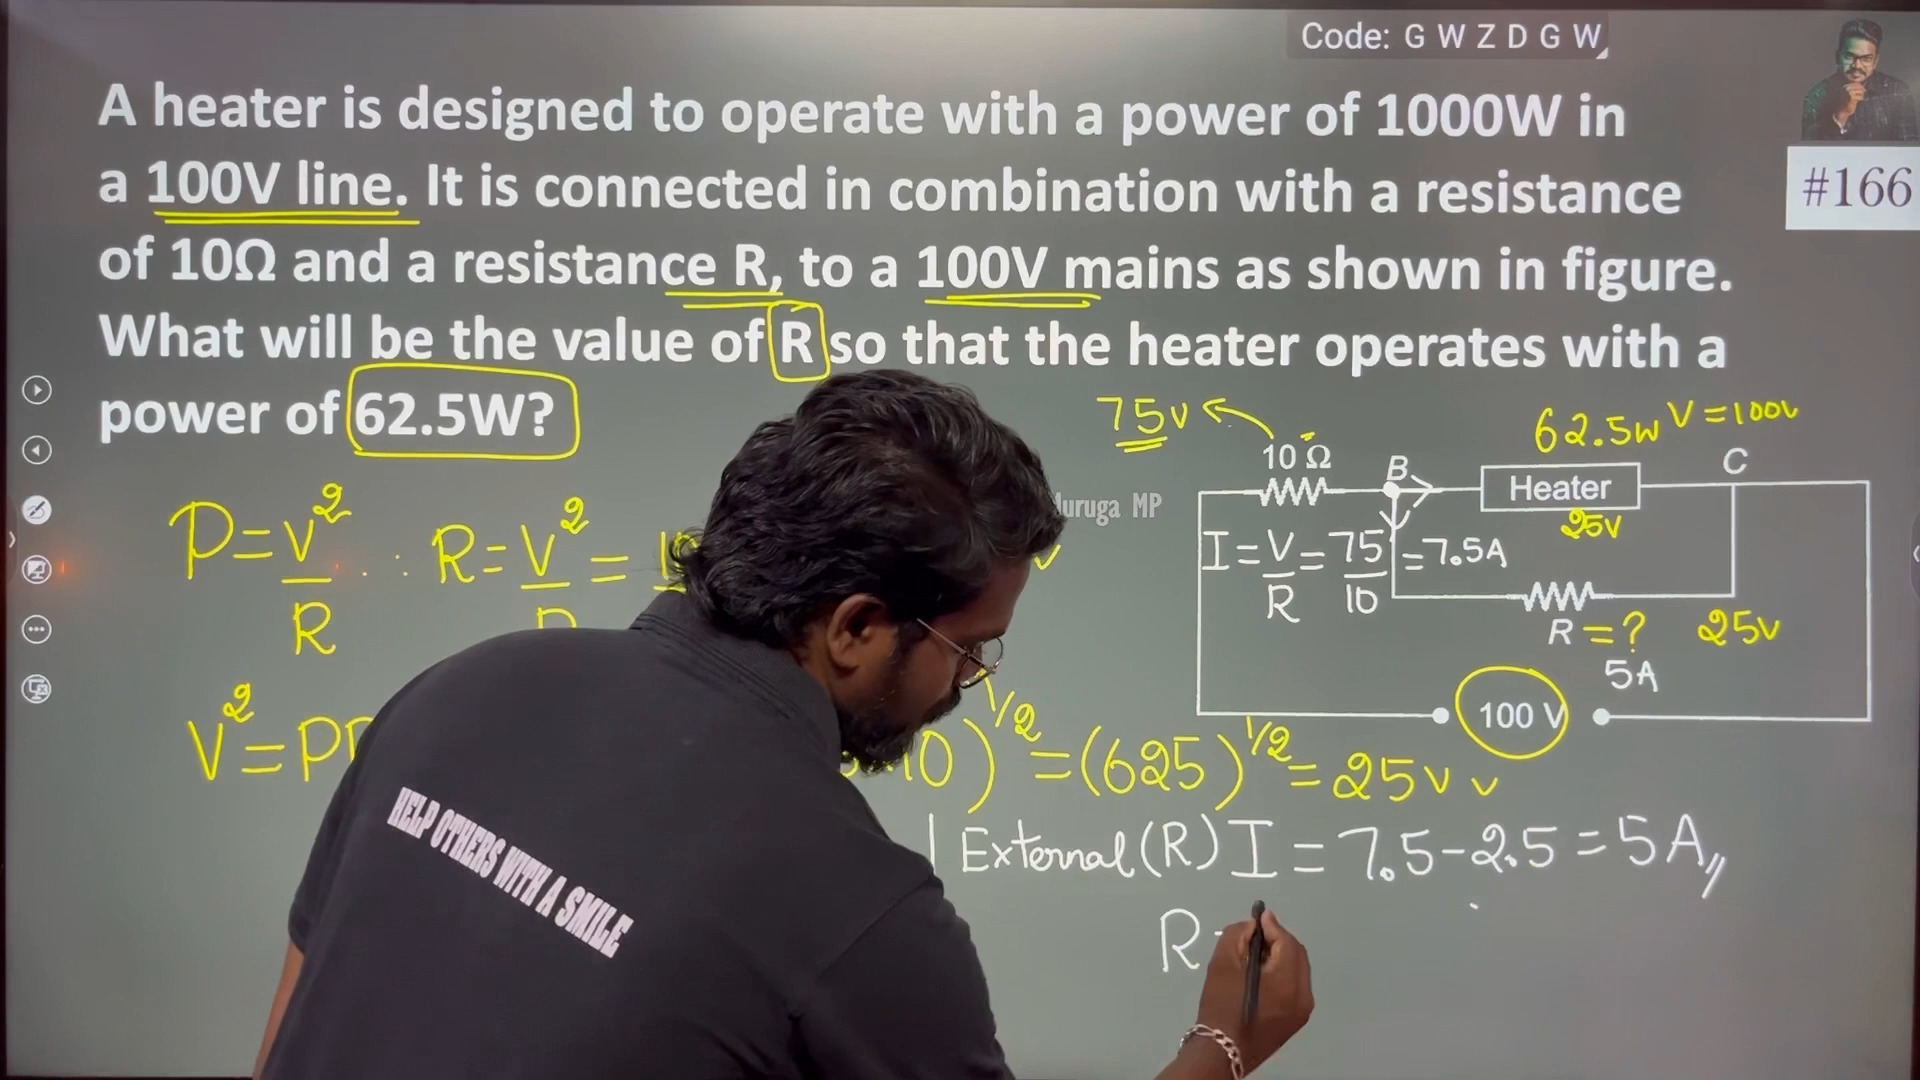 Code: G W Z D G W
A heater is designed to operate with a power of 1000W in
a 100V line. It is connected in combination with a resistance
of 10Ω and a resistance R, to a 100V mains as shown in figure.
What will be the value of R so that the heater operates with a
power of 62.5W?
#166
75V
62.5W V=100V
10 Ω
B
Heater
C
25V
uruga MP
I=V/R=75/10=7.5A
R=?
25V
5A
100 V
P=V²/R ∴ R=V²/
V²=P
10)^1/2=(625)^1/2=25V
External(R) I=7.5-2.5=5A
R
HELP OTHERS WITH A SMILE